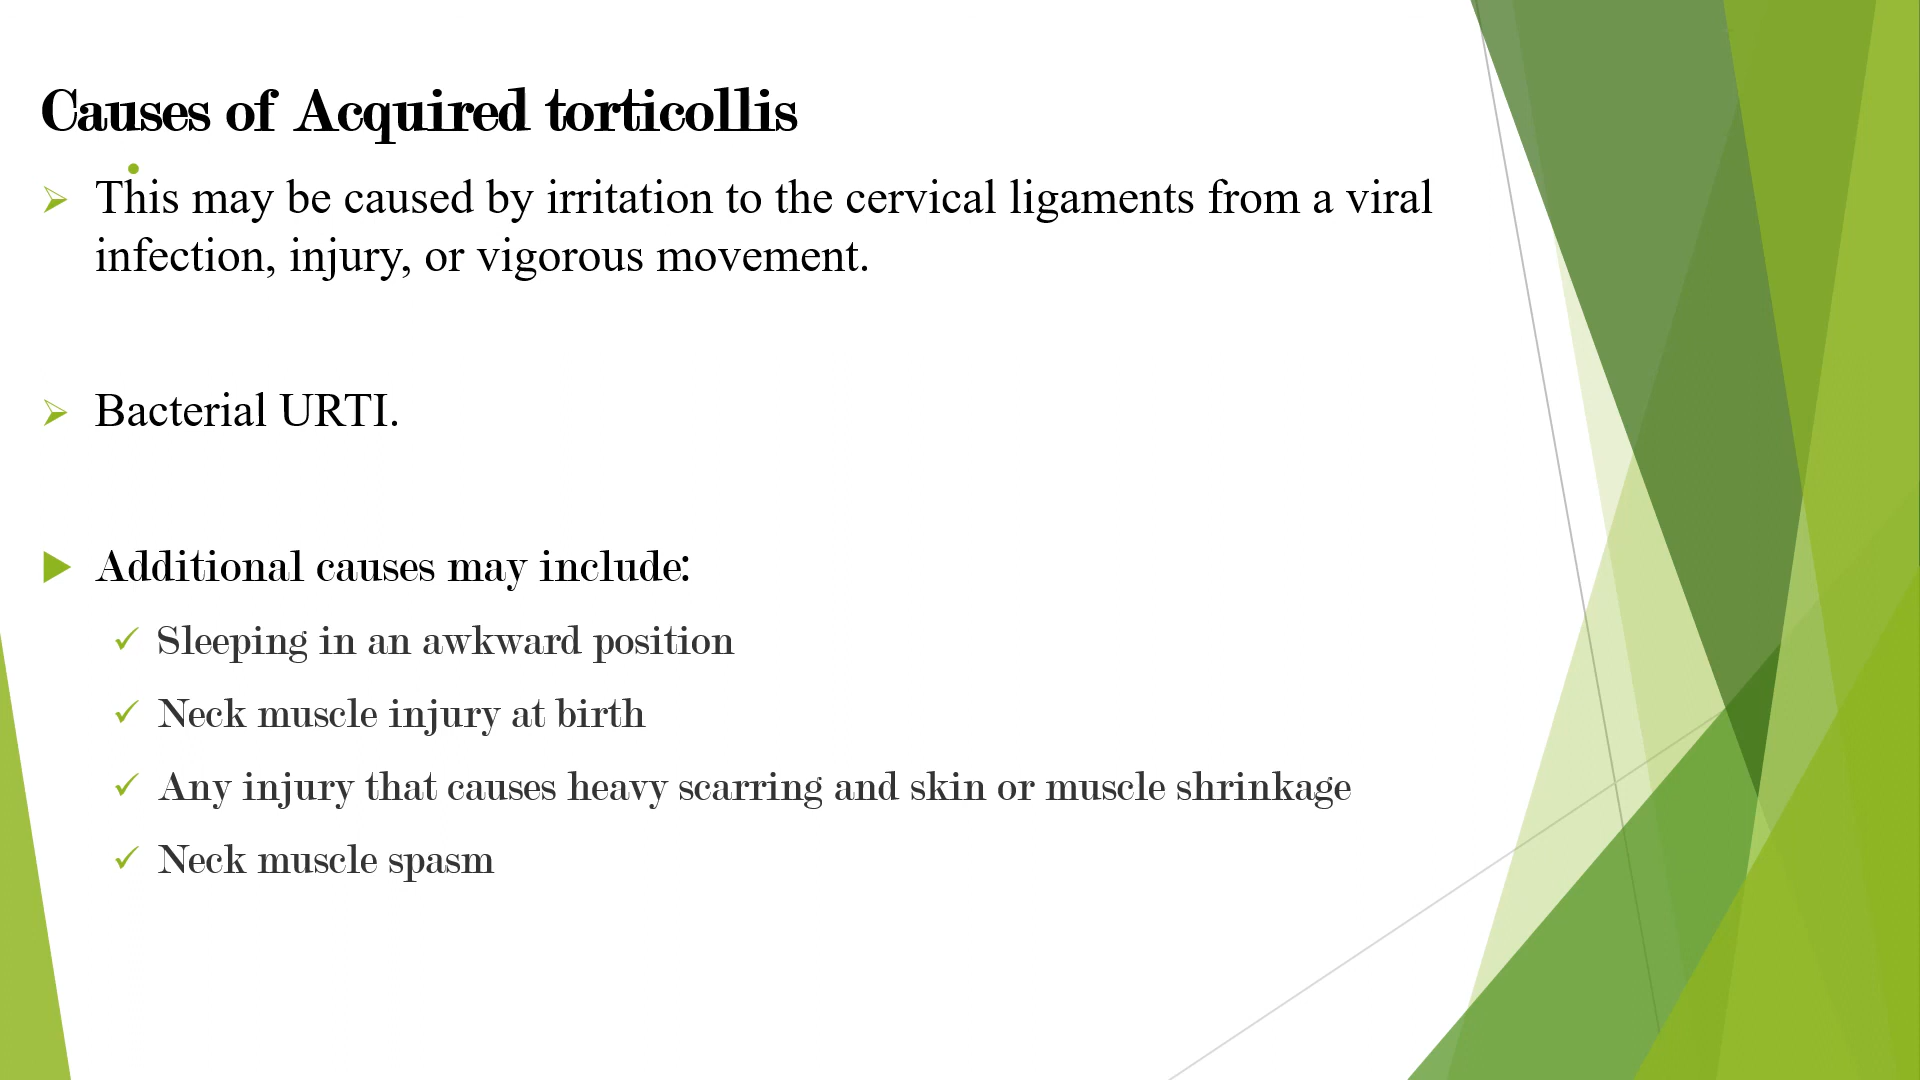 Causes of Acquired torticollis
This may be caused by irritation to the cervical ligaments from a viral
infection, injury, or vigorous movement.
Bacterial URTI.
Additional causes may include:
Sleeping in an awkward position
Neck muscle injury at birth
Any injury that causes heavy scarring and skin or muscle shrinkage
Neck muscle spasm